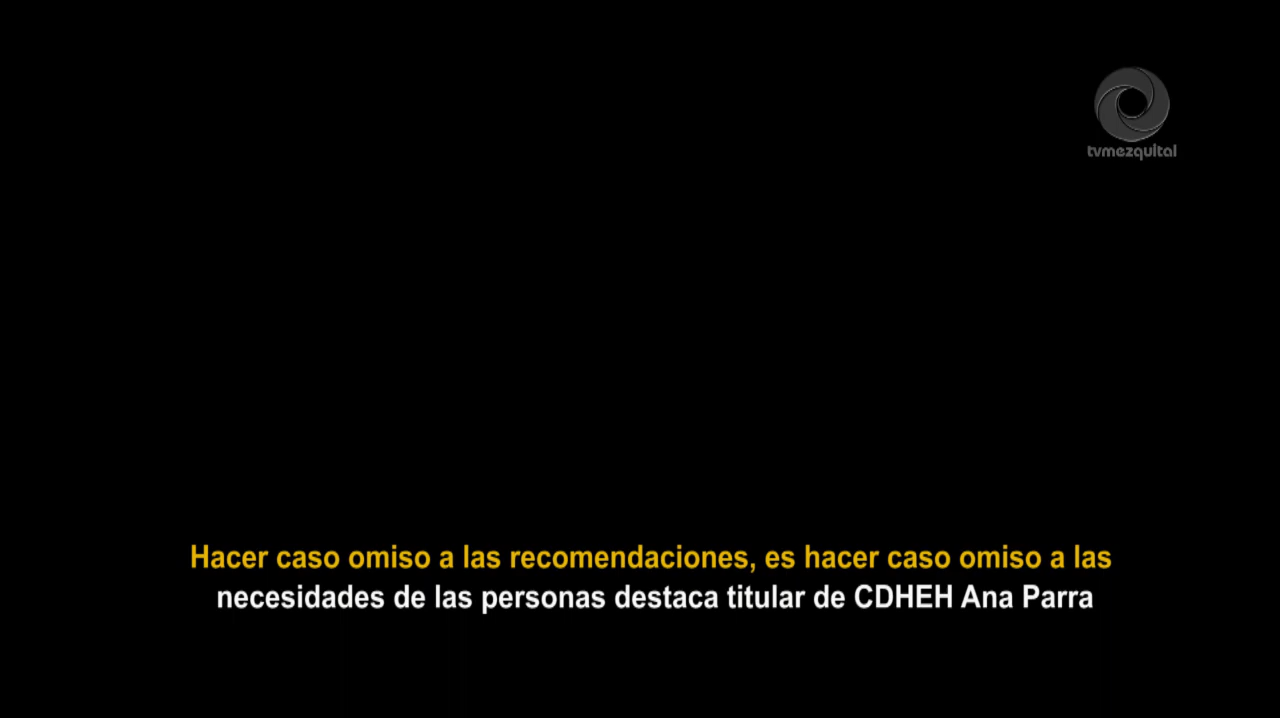 tvmezquital
Hacer caso omiso a las recomendaciones, es hacer caso omiso a las
necesidades de las personas destaca titular de CDHEH Ana Parra